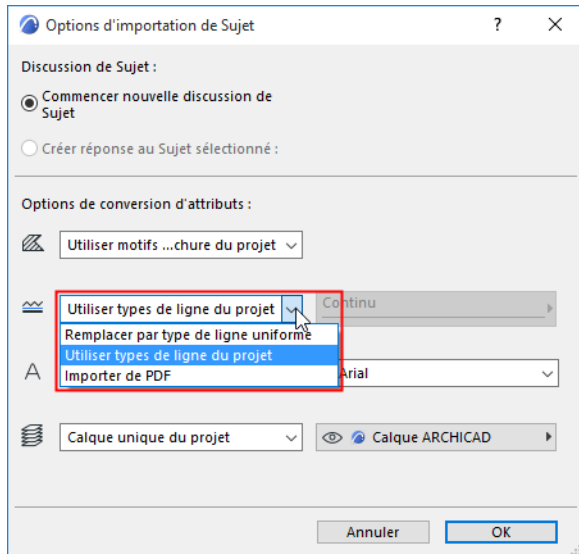 Options d'importation de Sujet
?
Discussion de Sujet :
Commencer nouvelle discussion de
Sujet
Créer réponse au Sujet sélectionné :
Options de conversion d'attributs :
Utiliser motifs ...chure du projet
Utiliser types de ligne du projet
Continu
Remplacer par type de ligne uniforme
Utiliser types de ligne du projet
Importer de PDF
A
Arial
Calque unique du projet
Calque ARCHICAD
Annuler
OK